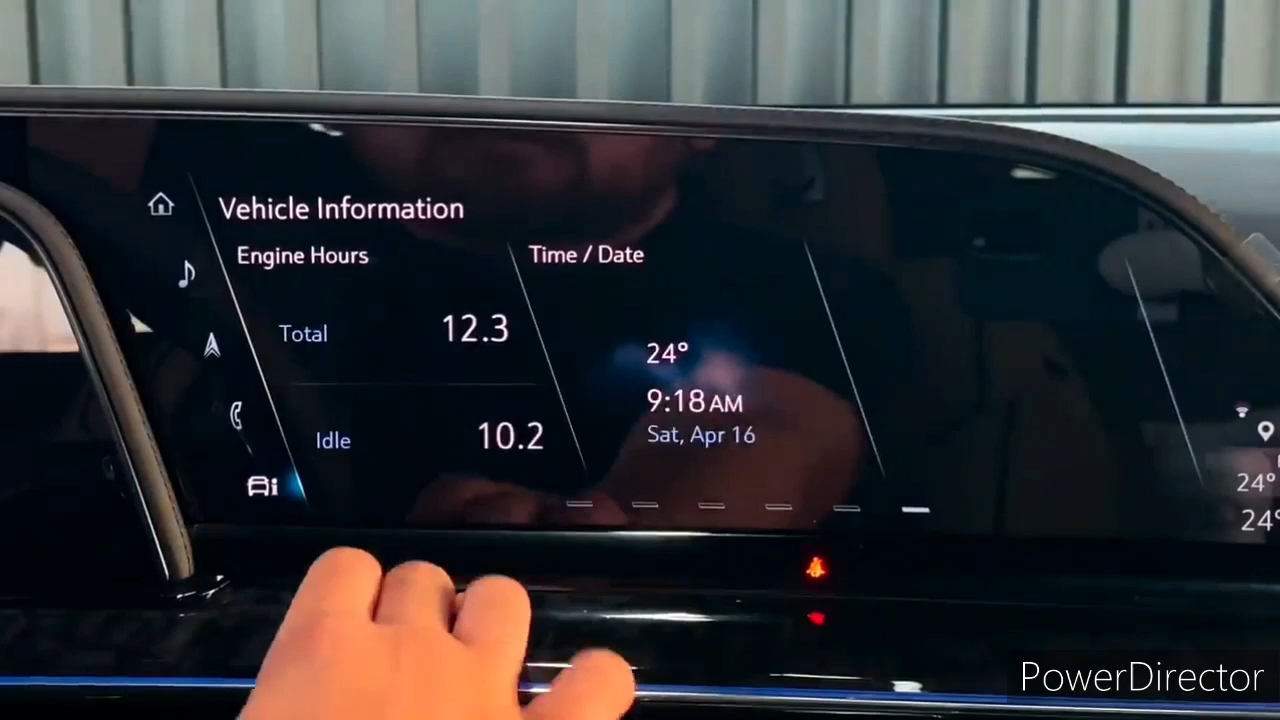 Vehicle Information
Engine Hours
Total 12.3
Idle 10.2
Time / Date
24°
9:18 AM
Sat, Apr 16
24°
24°
PowerDirector